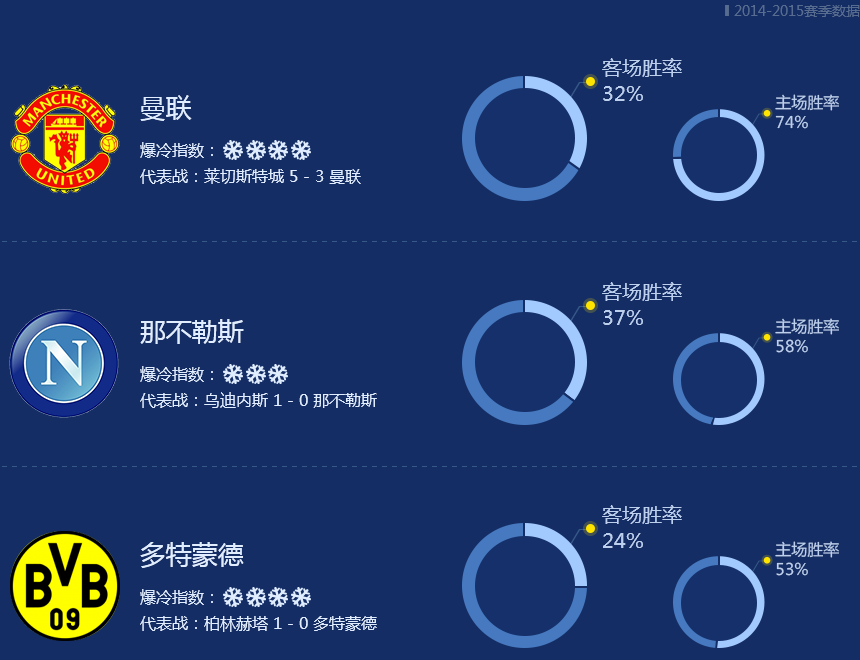 2014-2015赛季数据
MANCHESTER
UNITED
曼联
爆冷指数：
代表战：莱切斯特城 5 - 3 曼联
客场胜率
32%
主场胜率
74%
N
那不勒斯
爆冷指数：
代表战：乌迪内斯 1 - 0 那不勒斯
客场胜率
37%
主场胜率
58%
BVB
09
多特蒙德
爆冷指数：
代表战：柏林赫塔 1 - 0 多特蒙德
客场胜率
24%
主场胜率
53%